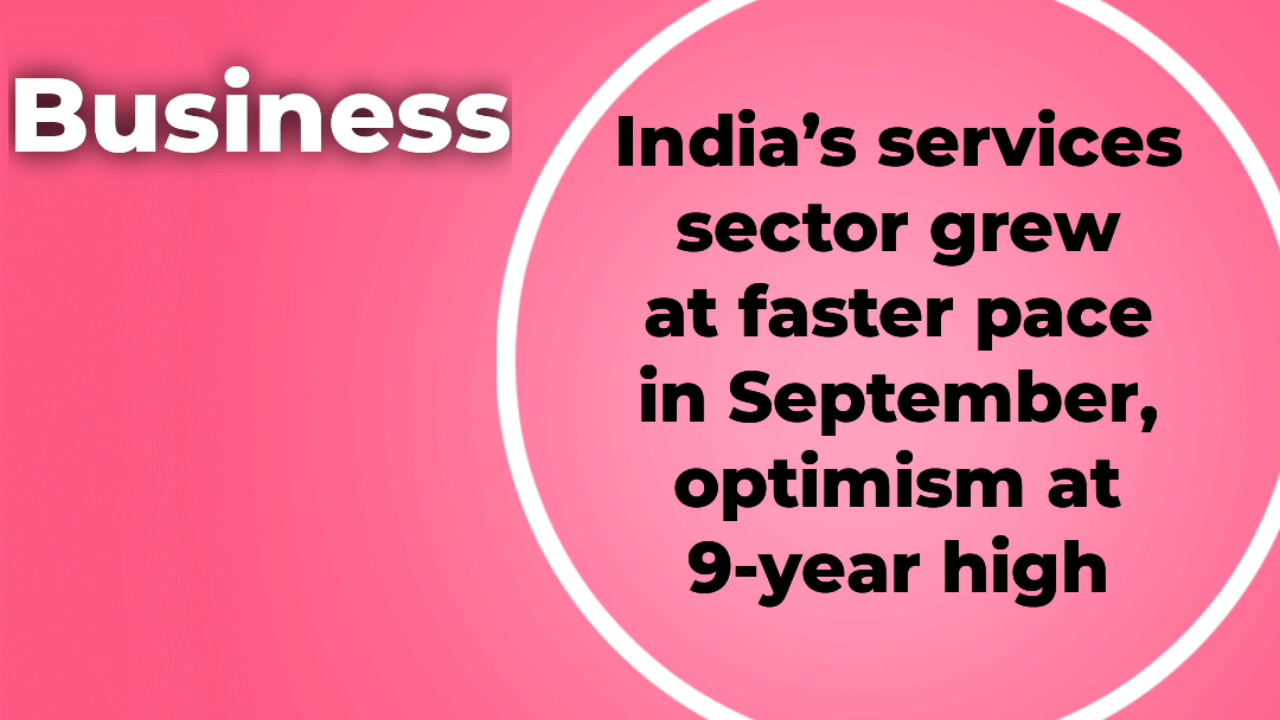 Business
India’s services
sector grew
at faster pace
in September,
optimism at
9-year high